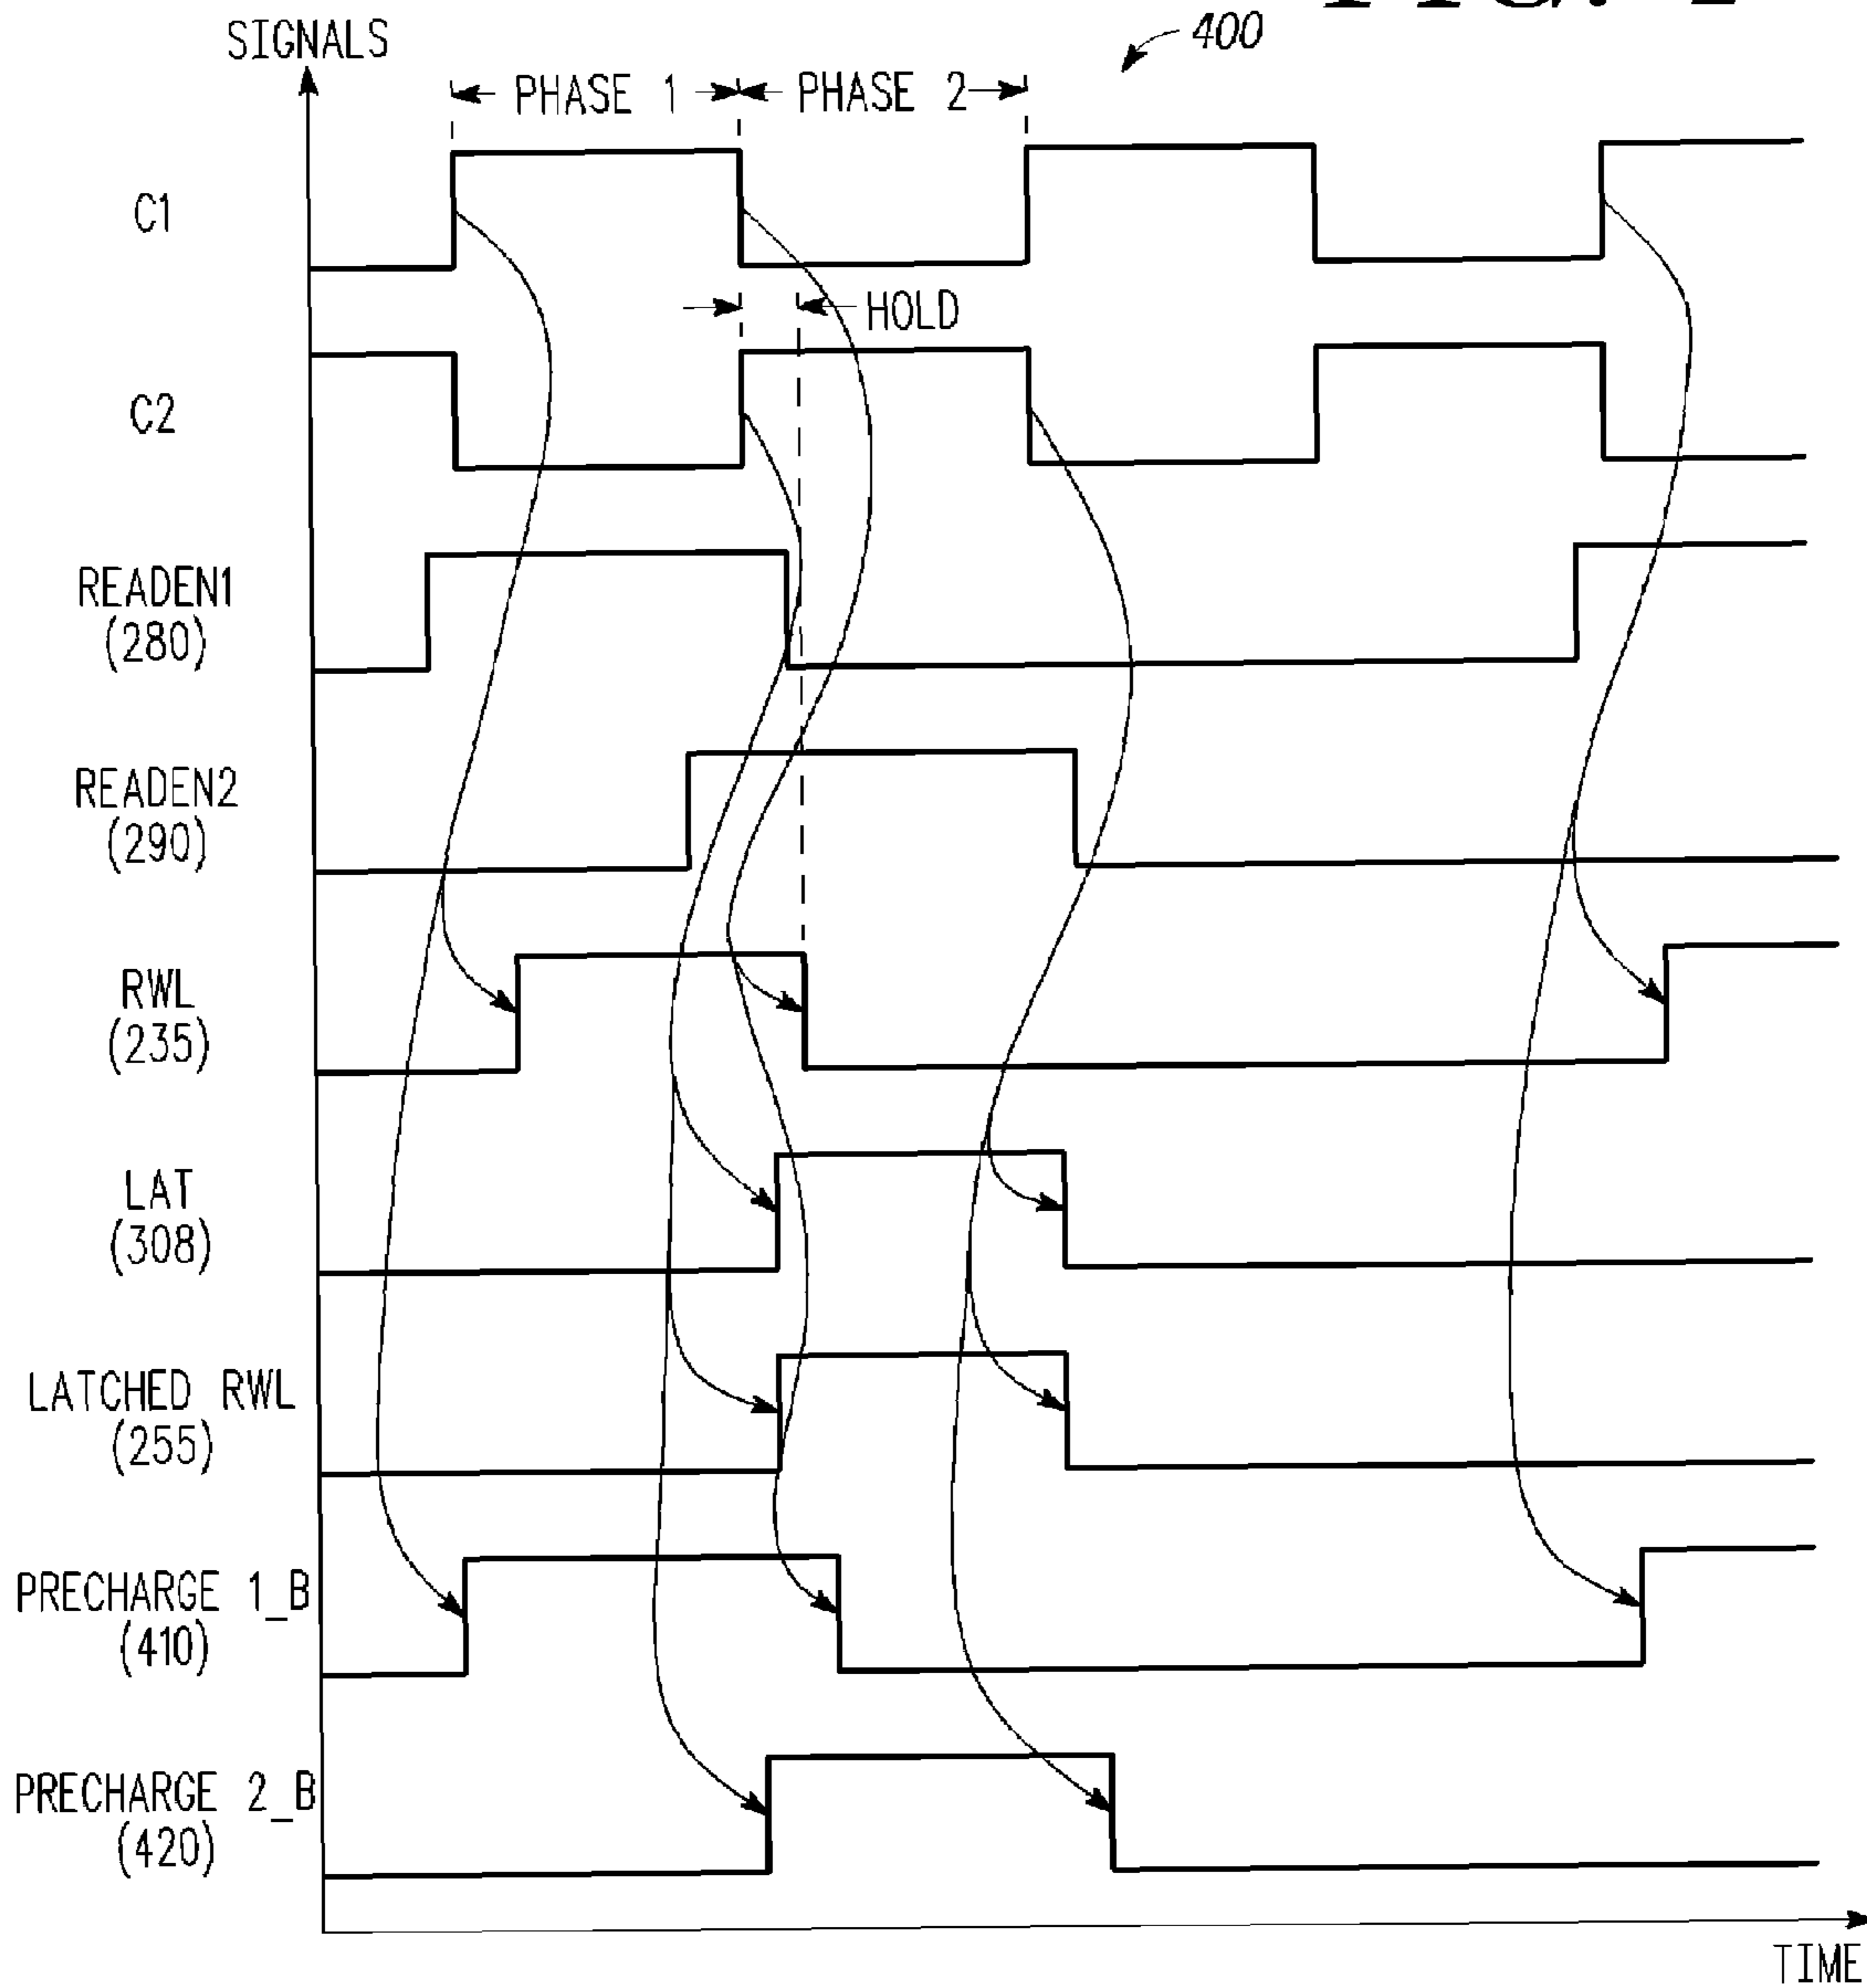 SIGNALS
400
PHASE 1
PHASE 2
C1
HOLD
C2
READEN1
(280)
READEN2
(290)
RWL
(235)
LAT
(308)
LATCHED RWL
(255)
PRECHARGE 1_B
(410)
PRECHARGE 2_B
(420)
TIME